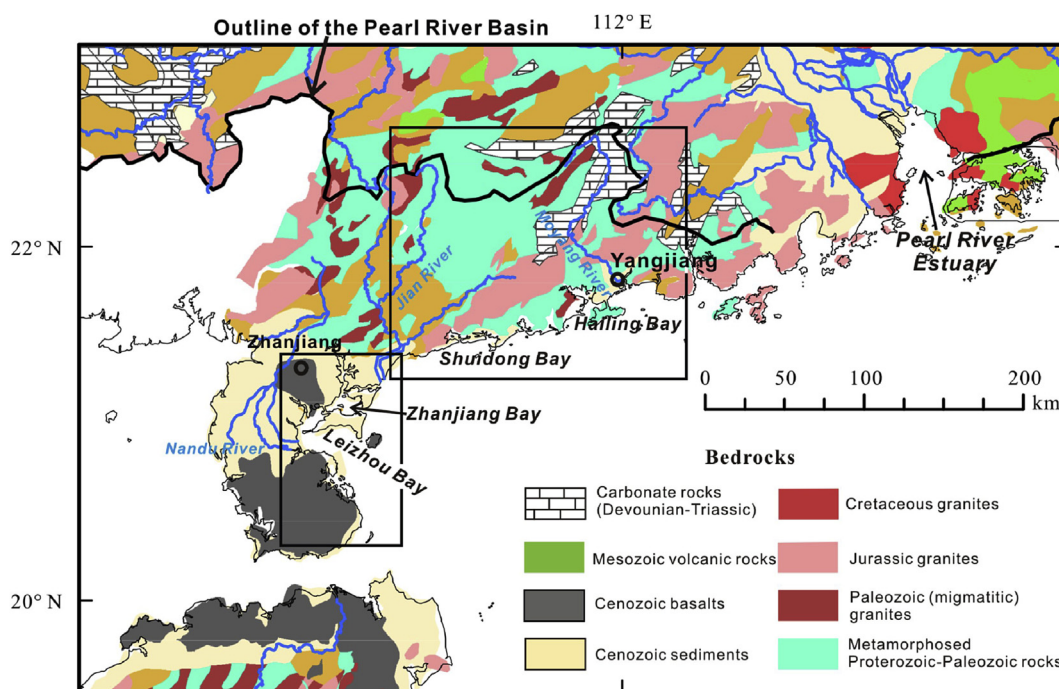 Outline of the Pearl River Basin
112° E
22° N
Pearl River
Estuary
Moyang River
Yangjiang
Jian River
Hailing Bay
Zhanjiang
Shuidong Bay
0 50 100 200
km
Zhanjiang Bay
Nandu River
Leizhou Bay
Bedrocks
Carbonate rocks
(Devounian-Triassic)
Cretaceous granites
Mesozoic volcanic rocks
Jurassic granites
20° N
Cenozoic basalts
Paleozoic (migmatitic)
granites
Cenozoic sediments
Metamorphosed
Proterozoic-Paleozoic rocks